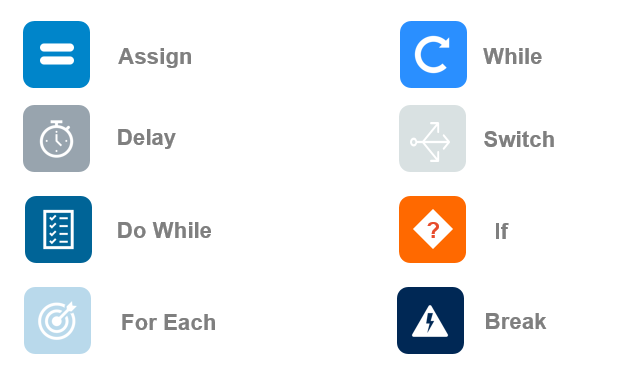 Assign
While
Delay
Switch
Do While
?
If
For Each
Break